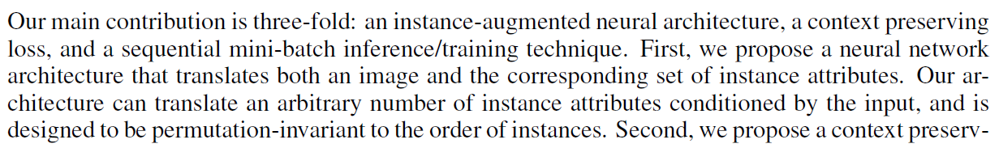 Our main contribution is three-fold: an instance-augmented neural architecture, a context preserving
loss, and a sequential mini-batch inference/training technique. First, we propose a neural network
architecture that translates both an image and the corresponding set of instance attributes. Our ar-
chitecture can translate an arbitrary number of instance attributes conditioned by the input, and is
designed to be permutation-invariant to the order of instances. Second, we propose a context preserv-